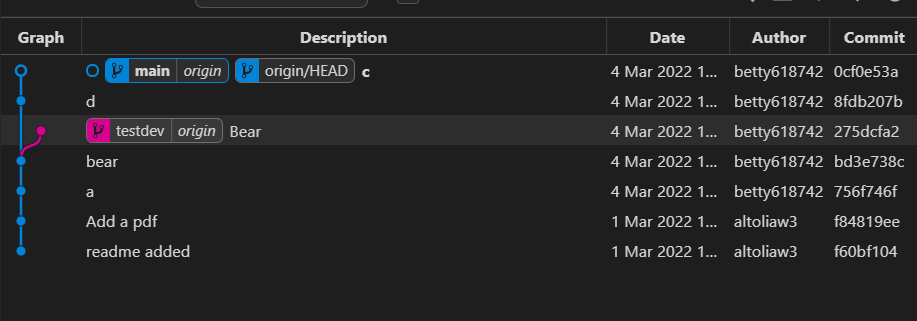 Graph Description Date Author Commit
main origin origin/HEAD c 4 Mar 2022 1... betty618742 0cf0e53a
d 4 Mar 2022 1... betty618742 8fdb207b
testdev origin Bear 4 Mar 2022 1... betty618742 275dcfa2
bear 4 Mar 2022 1... betty618742 bd3e738c
a 4 Mar 2022 1... betty618742 756f746f
Add a pdf 1 Mar 2022 1... altoliaw3 f84819ee
readme added 1 Mar 2022 1... altoliaw3 f60bf104